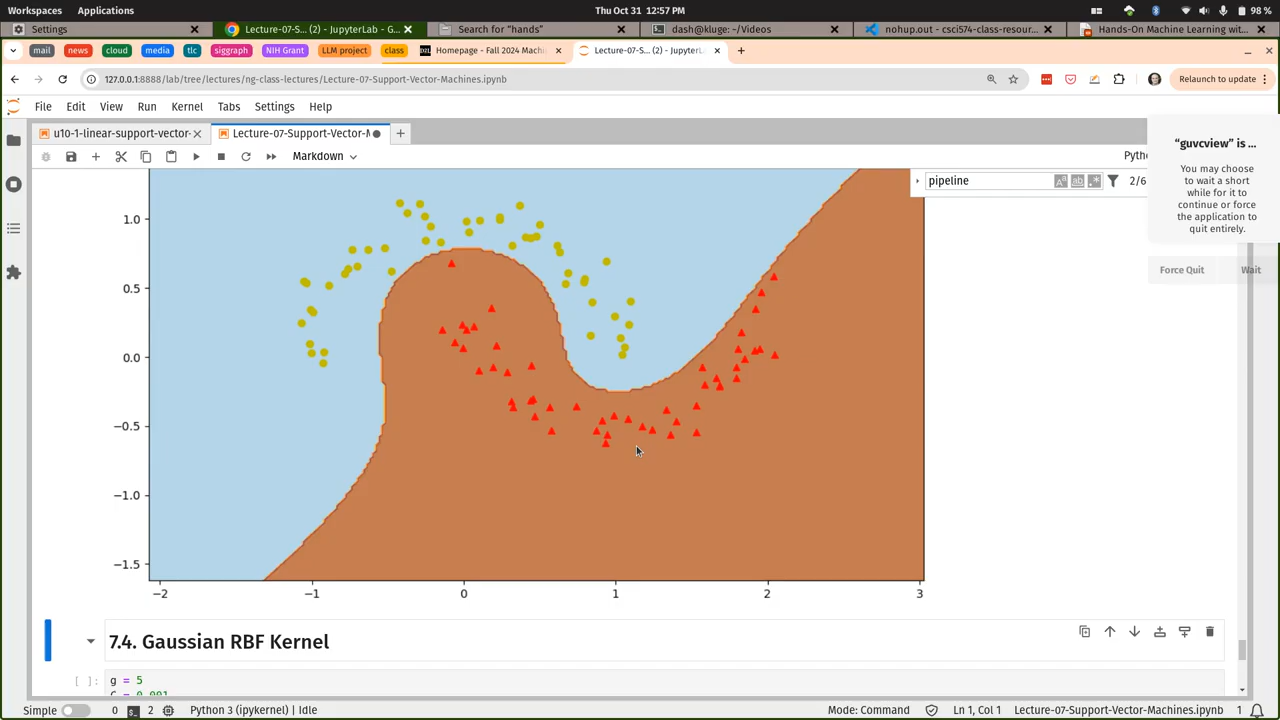 Workspaces Applications Thu Oct 31 12:57 PM 98 %
Settings Lecture-07-S... (2) - JupyterLab - G... Search for “hands” dash@kluge: ~/Videos nohup.out - csci574-class-resour... Hands-On Machine Learning wit...
mail news cloud media tlc siggraph NIH Grant LLM project class Homepage - Fall 2024 Machi Lecture-07-S... (2) - JupyterL
127.0.0.1:8888/lab/tree/lectures/ng-class-lectures/Lecture-07-Support-Vector-Machines.ipynb Relaunch to update
File Edit View Run Kernel Tabs Settings Help
u10-1-linear-support-vector- Lecture-07-Support-Vector-M
Markdown Pyth
“guvcview” is ...
You may choose
to wait a short
while for it to
continue or force
the application to
quit entirely.
Force Quit Wait
pipeline 2/6
1.0
0.5
0.0
−0.5
−1.0
−1.5
−2 −1 0 1 2 3
7.4. Gaussian RBF Kernel
[ ]: g = 5
C = 0.001
Simple 0 $_ 2 Python 3 (ipykernel) | Idle Mode: Command Ln 1, Col 1 Lecture-07-Support-Vector-Machines.ipynb 1